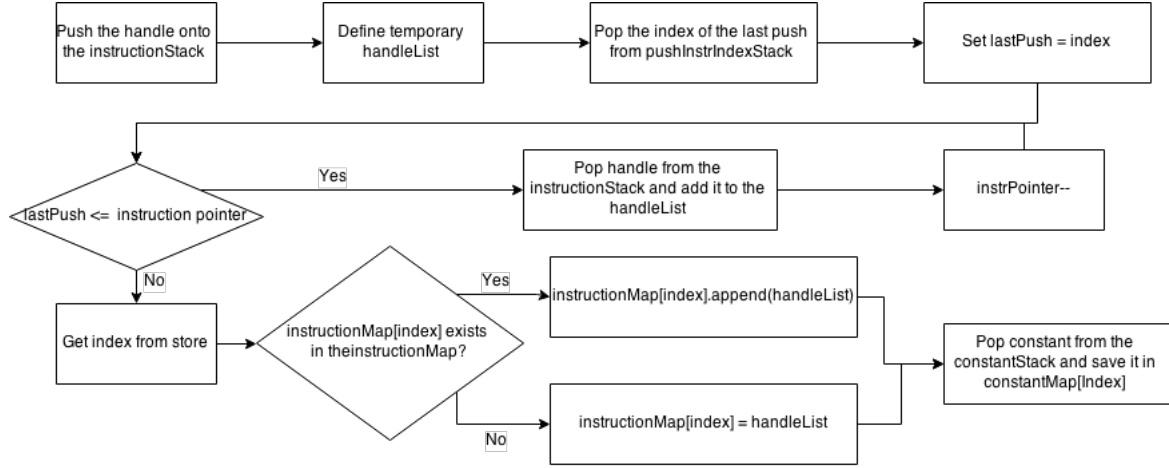 Push the handle onto
the instructionStack
Define temporary
handleList
Pop the index of the last push
from pushInstrIndexStack
Set lastPush = index
lastPush <= instruction pointer
Yes
Pop handle from the
instructionStack and add it to the
handleList
instrPointer--
No
Get index from store
instructionMap[index] exists
in theinstructionMap?
Yes
instructionMap[index].append(handleList)
No
instructionMap[index] = handleList
Pop constant from the
constantStack and save it in
constantMap[Index]